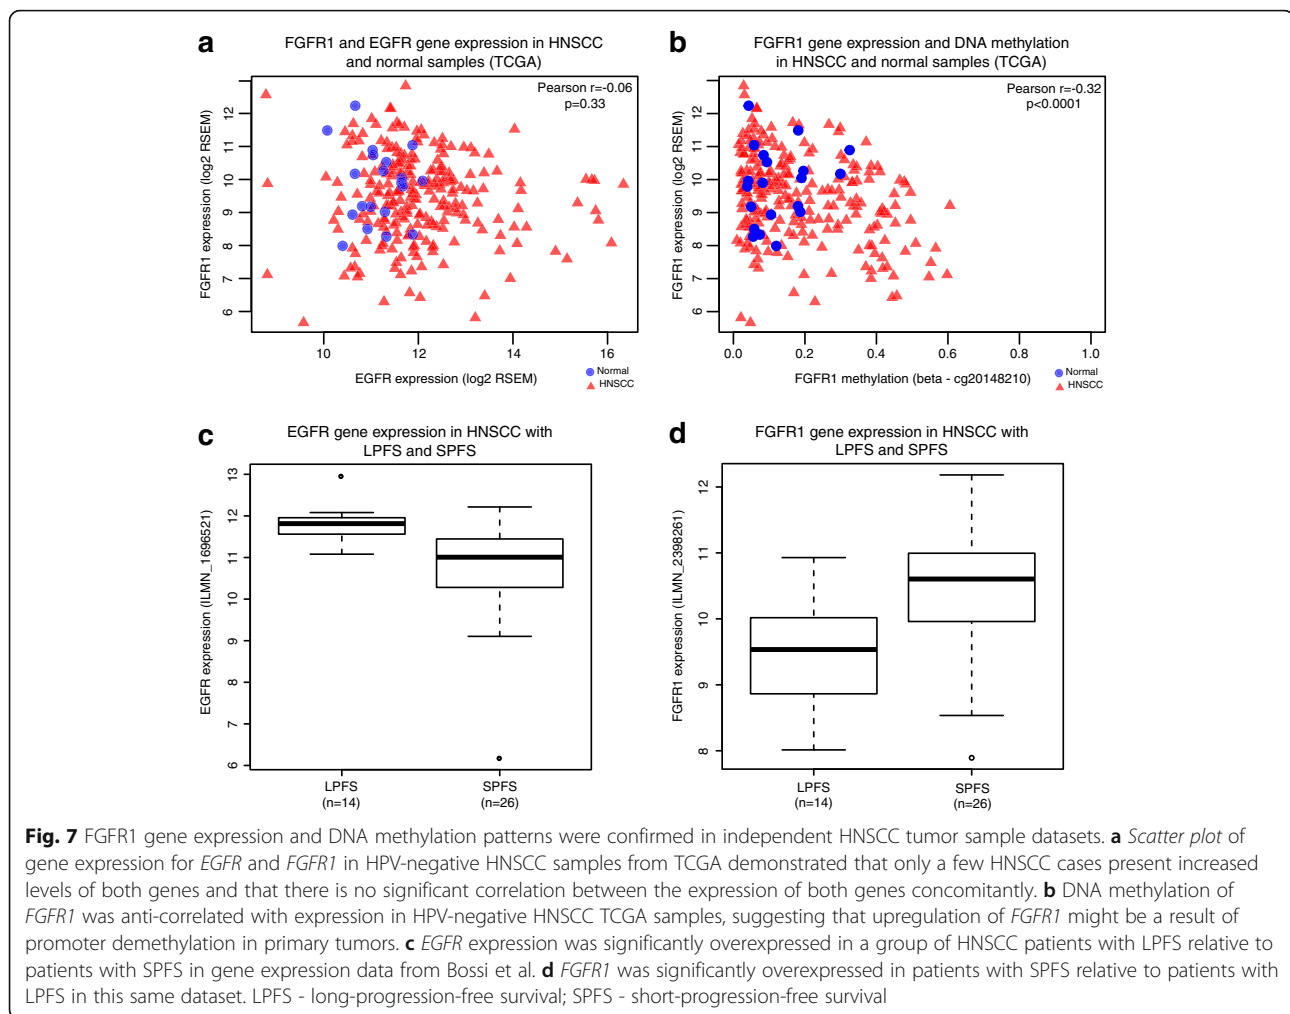 a
FGFR1 and EGFR gene expression in HNSCC
and normal samples (TCGA)
Pearson r=-0.06
p=0.33
FGFR1 expression (log2 RSEM)
12
11
10
9
8
7
6
10
12
14
16
EGFR expression (log2 RSEM)
Normal
HNSCC
b
FGFR1 gene expression and DNA methylation
in HNSCC and normal samples (TCGA)
Pearson r=-0.32
p<0.0001
FGFR1 expression (log2 RSEM)
12
11
10
9
8
7
6
0.0
0.2
0.4
0.6
0.8
1.0
FGFR1 methylation (beta - cg20148210)
Normal
HNSCC
c
EGFR gene expression in HNSCC with
LPFS and SPFS
EGFR expression (ILMN_1696521)
13
12
11
10
9
8
7
6
LPFS
(n=14)
SPFS
(n=26)
d
FGFR1 gene expression in HNSCC with
LPFS and SPFS
FGFR1 expression (ILMN_2398261)
12
11
10
9
8
LPFS
(n=14)
SPFS
(n=26)
Fig. 7 FGFR1 gene expression and DNA methylation patterns were confirmed in independent HNSCC tumor sample datasets. a Scatter plot of
gene expression for EGFR and FGFR1 in HPV-negative HNSCC samples from TCGA demonstrated that only a few HNSCC cases present increased
levels of both genes and that there is no significant correlation between the expression of both genes concomitantly. b DNA methylation of
FGFR1 was anti-correlated with expression in HPV-negative HNSCC TCGA samples, suggesting that upregulation of FGFR1 might be a result of
promoter demethylation in primary tumors. c EGFR expression was significantly overexpressed in a group of HNSCC patients with LPFS relative to
patients with SPFS in gene expression data from Bossi et al. d FGFR1 was significantly overexpressed in patients with SPFS relative to patients with
LPFS in this same dataset. LPFS - long-progression-free survival; SPFS - short-progression-free survival